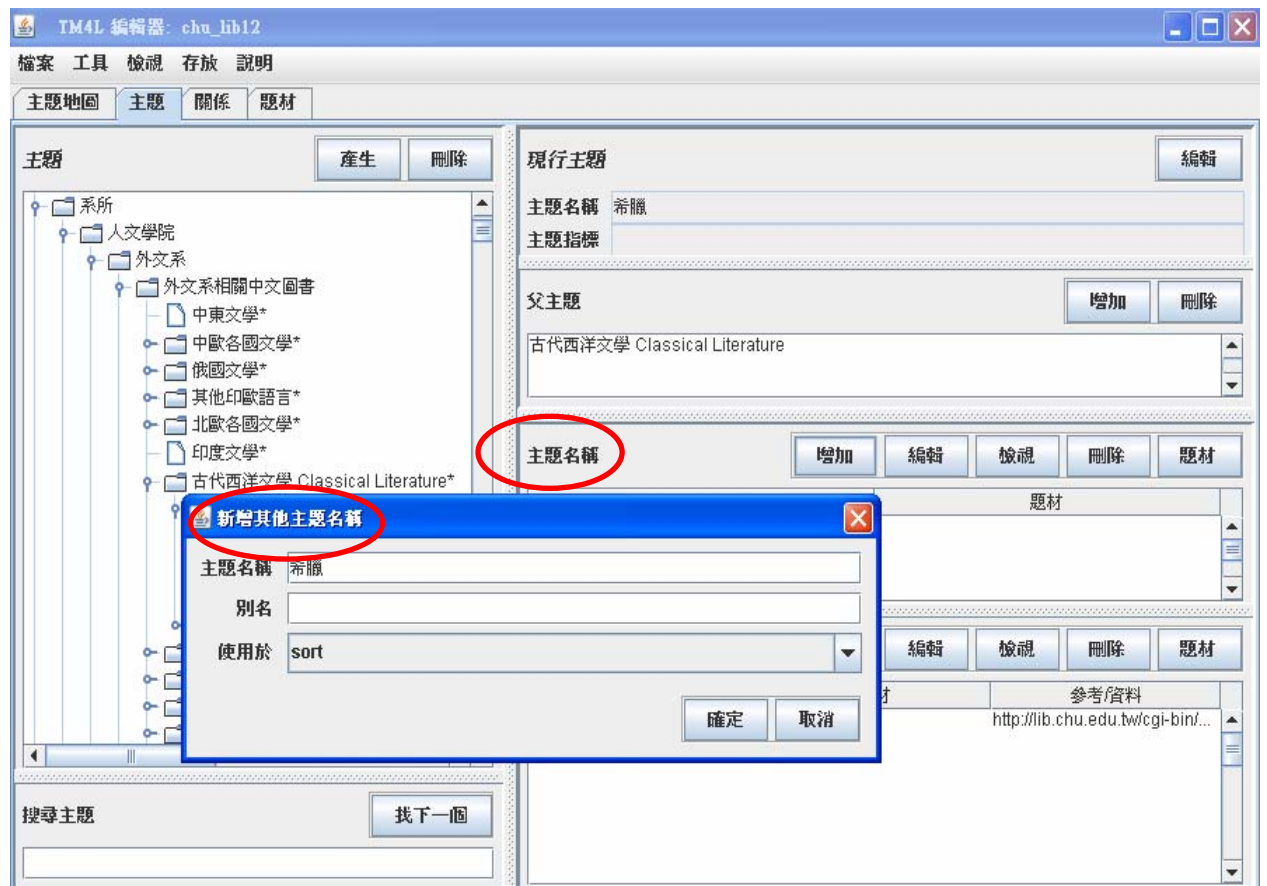 TM4L 編輯器: chu_lib12
檔案 工具 檢視 存放 說明
主題地圖 主題 關係 題材
主題 產生 刪除
系所
人文學院
外文系
外文系相關中文圖書
中東文學*
中歐各國文學*
俄國文學*
其他印歐語言*
北歐各國文學*
印度文學*
古代西洋文學 Classical Literature*
搜尋主題 找下一個
現行主題 編輯
主題名稱 希臘
主題指標
父主題 增加 刪除
古代西洋文學 Classical Literature
主題名稱 增加 編輯 檢視 刪除 題材
題材
新增其他主題名稱
主題名稱 希臘
別名
使用於 sort
確定 取消
編輯 檢視 刪除 題材
參考/資料
http://lib.chu.edu.tw/cgi-bin/...